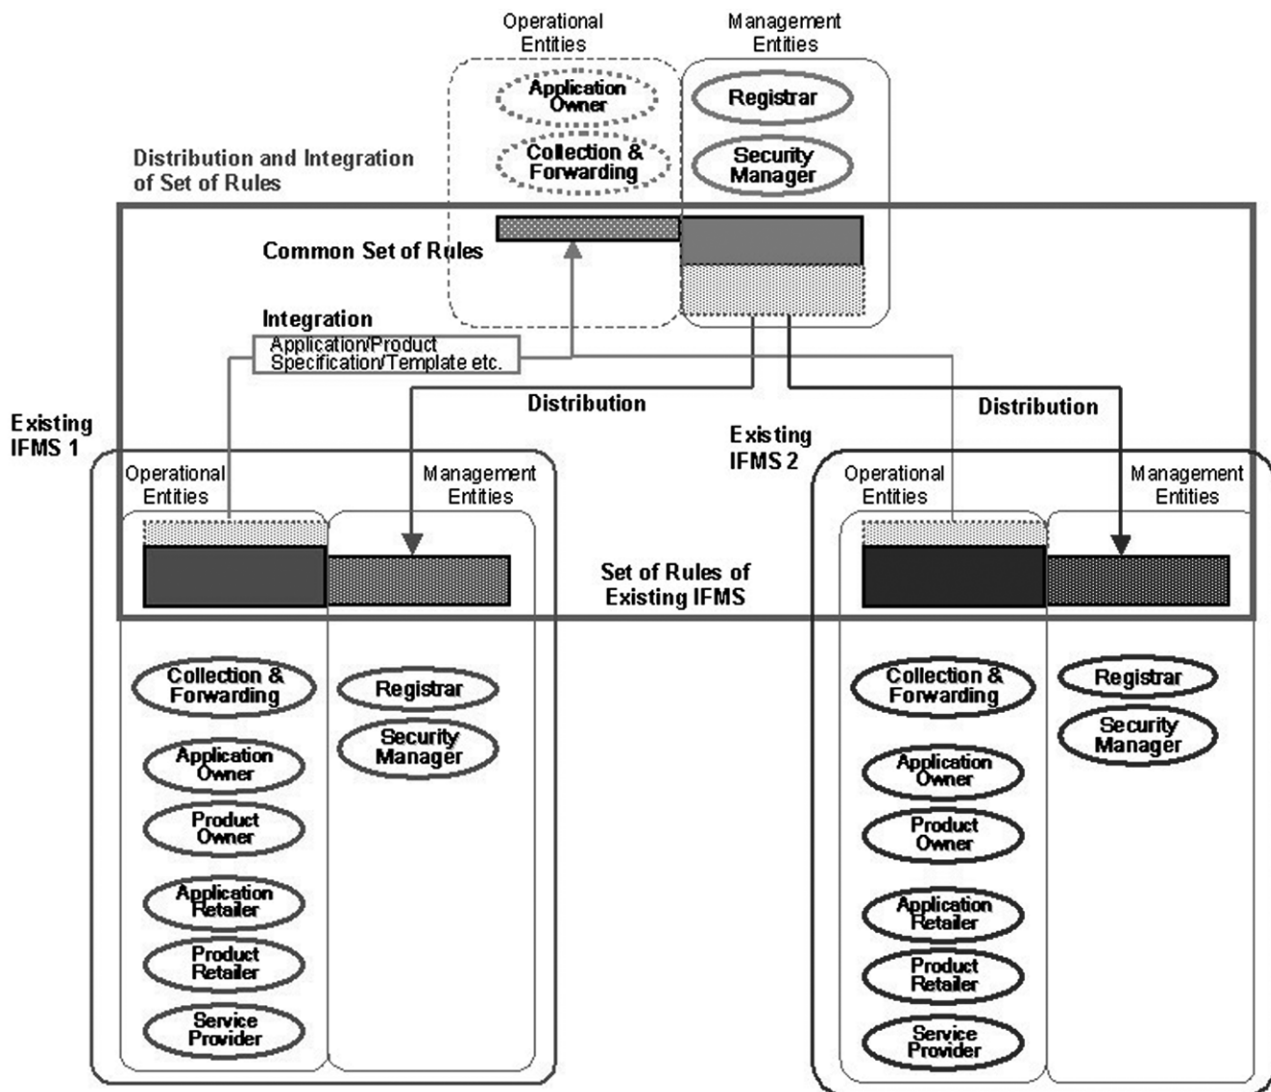 Operational
Entities
Management
Entities
Application
Owner
Registrar
Collection &
Forwarding
Security
Manager
Distribution and Integration
of Set of Rules
Common Set of Rules
Integration
Application/Product
Specification/Template etc.
Distribution
Distribution
Existing
IFMS 1
Existing
IFMS 2
Operational
Entities
Management
Entities
Operational
Entities
Management
Entities
Set of Rules of
Existing IFMS
Collection &
Forwarding
Registrar
Security
Manager
Application
Owner
Product
Owner
Application
Retailer
Product
Retailer
Service
Provider
Collection &
Forwarding
Registrar
Security
Manager
Application
Owner
Product
Owner
Application
Retailer
Product
Retailer
Service
Provider